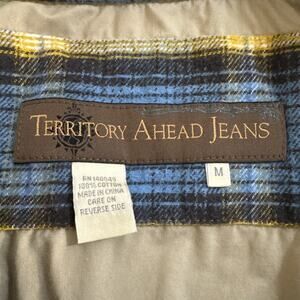 TERRITORY AHEAD JEANS
M
RN 140049
100% COTTON
MADE IN CHINA
CARE ON
REVERSE SIDE